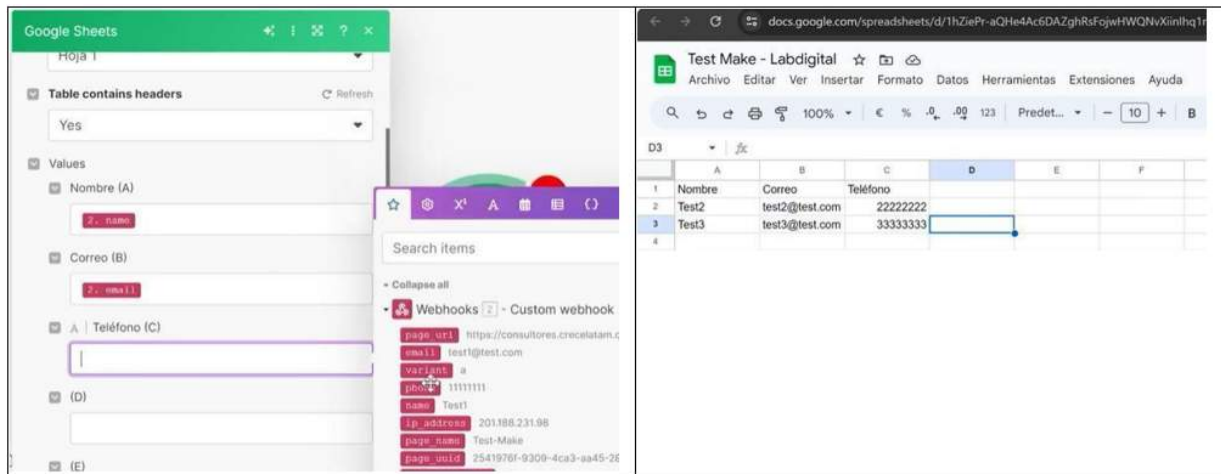 Google Sheets
Hoja 1
Table contains headers
Refresh
Yes
Values
Nombre (A)
2. name
Correo (B)
2. email
A | Teléfono (C)
(D)
(E)
Search items
Collapse all
Webhooks 2 - Custom webhook
page_uri https://consultores.crecelatam.c
email test1@test.com
variant a
phone 11111111
name Test1
ip_address 201.188.231.98
page_name Test-Make
page_uuid 2541976f-9309-4ca3-aa45-28
docs.google.com/spreadsheets/d/1hZiePr-aQHe4Ac6DAZghRsFojwHWQNvXiinlhq1r
Test Make - Labdigital
Archivo Editar Ver Insertar Formato Datos Herramientas Extensiones Ayuda
100% € % .0 .00 123 Predet... − 10 + B
D3 fx
A B C D E F
1 Nombre Correo Teléfono
2 Test2 test2@test.com 22222222
3 Test3 test3@test.com 33333333
4